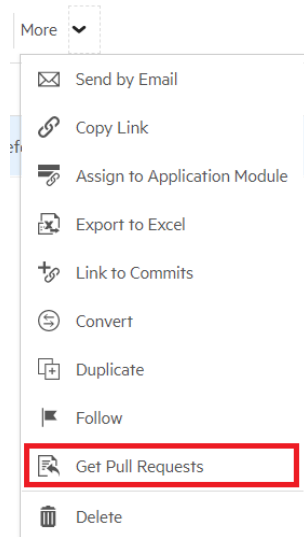 More
Send by Email
Copy Link
Assign to Application Module
Export to Excel
Link to Commits
Convert
Duplicate
Follow
Get Pull Requests
Delete